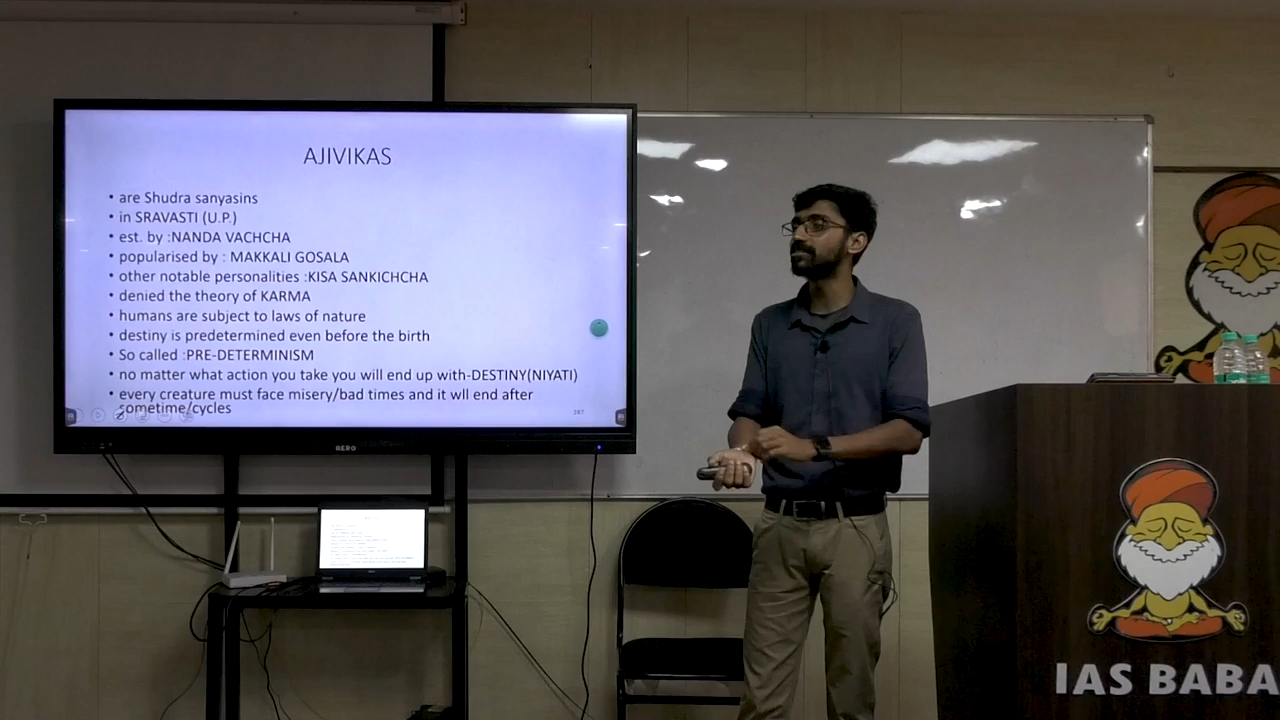 AJIVIKAS
• are Shudra sanyasins
• in SRAVASTI (U.P.)
• est. by :NANDA VACHCHA
• popularised by : MAKKALI GOSALA
• other notable personalities :KISA SANKICHCHA
• denied the theory of KARMA
• humans are subject to laws of nature
• destiny is predetermined even before the birth
• So called :PRE-DETERMINISM
• no matter what action you take you will end up with-DESTINY(NIYATI)
• every creature must face misery/bad times and it wll end after
sometime/cycles
IAS BABA